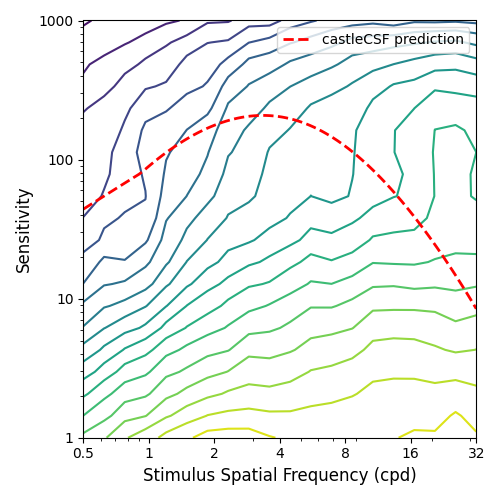 castleCSF prediction
1000
100
10
1
Sensitivity
0.5 1 2 4 8 16 32
Stimulus Spatial Frequency (cpd)